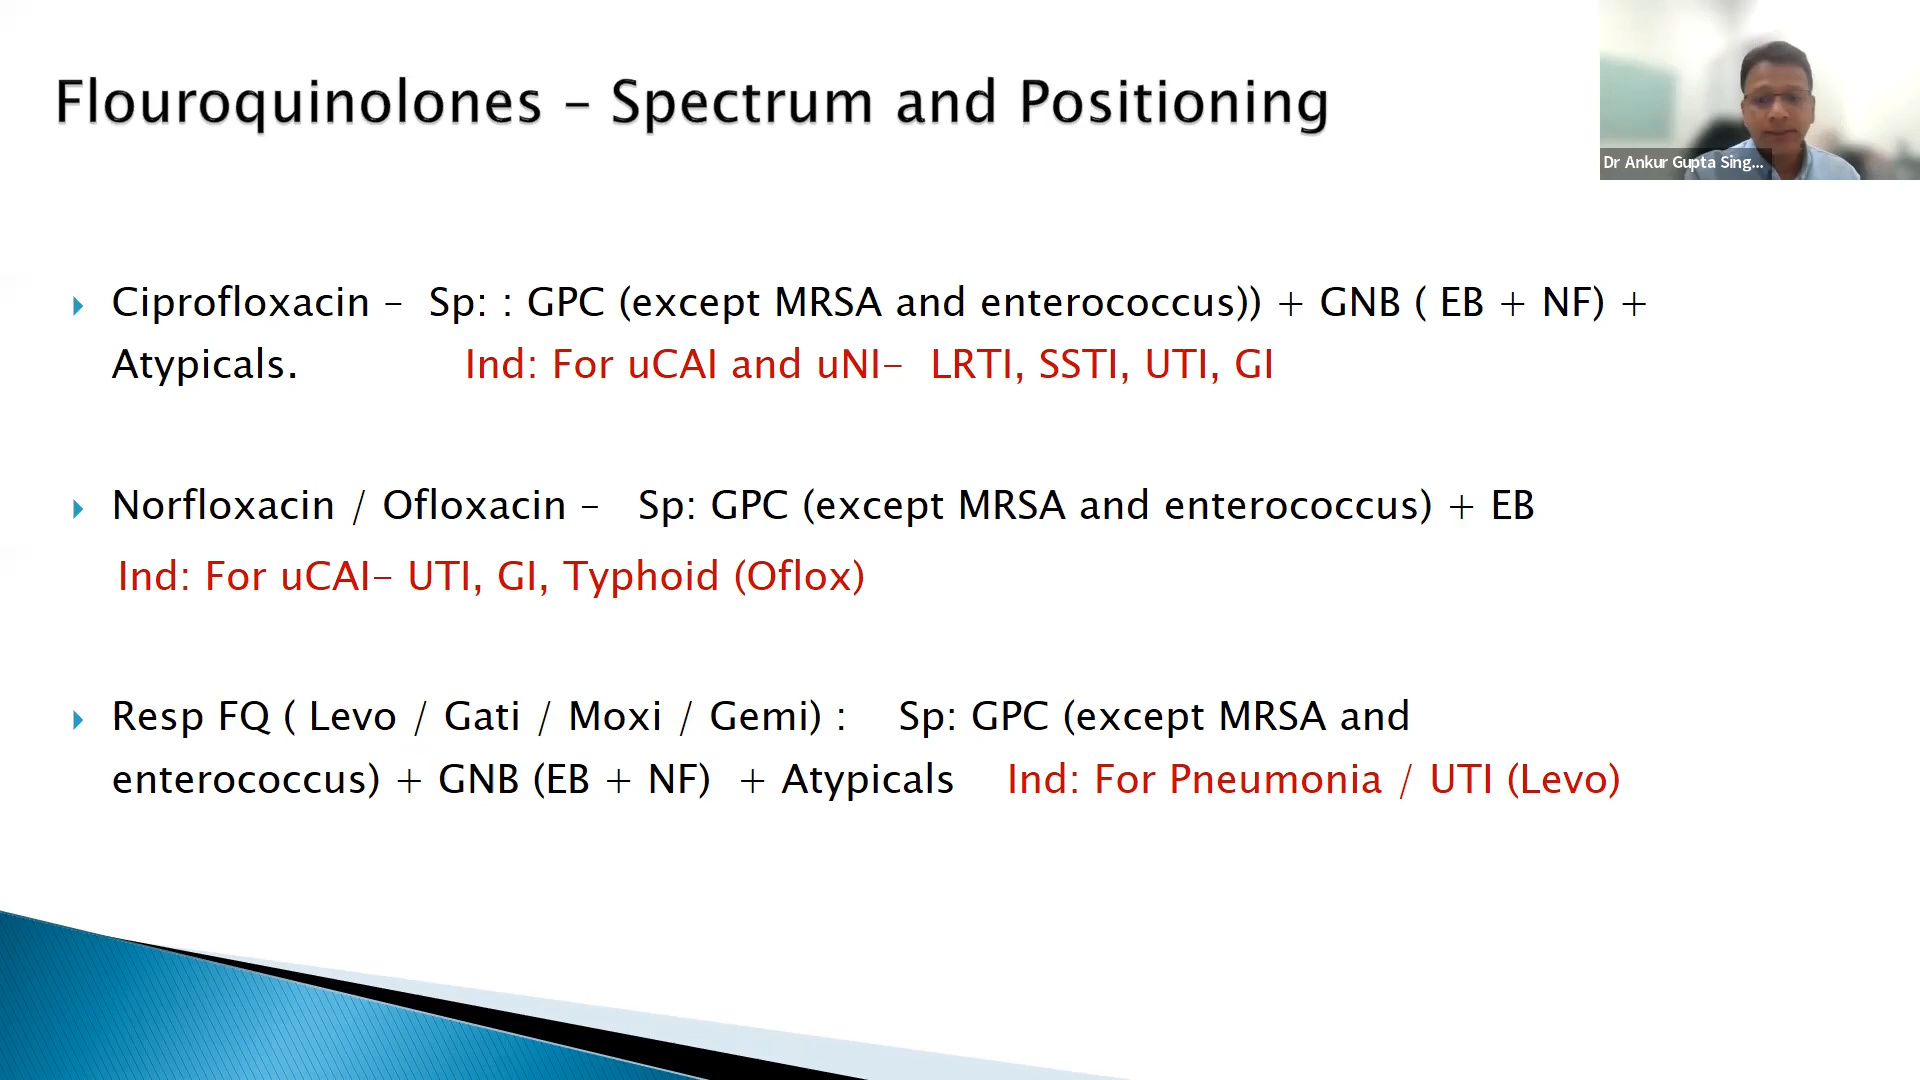 Flouroquinolones – Spectrum and Positioning
Dr Ankur Gupta Sing...
Ciprofloxacin – Sp: : GPC (except MRSA and enterococcus)) + GNB ( EB + NF) +
Atypicals. Ind: For uCAI and uNI– LRTI, SSTI, UTI, GI
Norfloxacin / Ofloxacin – Sp: GPC (except MRSA and enterococcus) + EB
Ind: For uCAI– UTI, GI, Typhoid (Oflox)
Resp FQ ( Levo / Gati / Moxi / Gemi) : Sp: GPC (except MRSA and
enterococcus) + GNB (EB + NF) + Atypicals Ind: For Pneumonia / UTI (Levo)